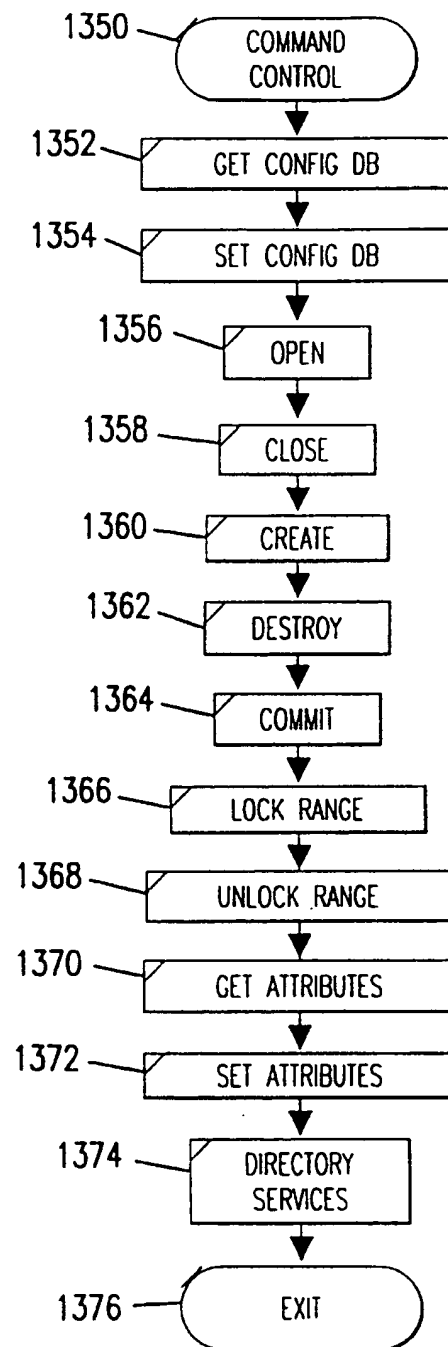 1350
COMMAND
CONTROL
1352
GET CONFIG DB
1354
SET CONFIG DB
1356
OPEN
1358
CLOSE
1360
CREATE
1362
DESTROY
1364
COMMIT
1366
LOCK RANGE
1368
UNLOCK RANGE
1370
GET ATTRIBUTES
1372
SET ATTRIBUTES
1374
DIRECTORY
SERVICES
1376
EXIT